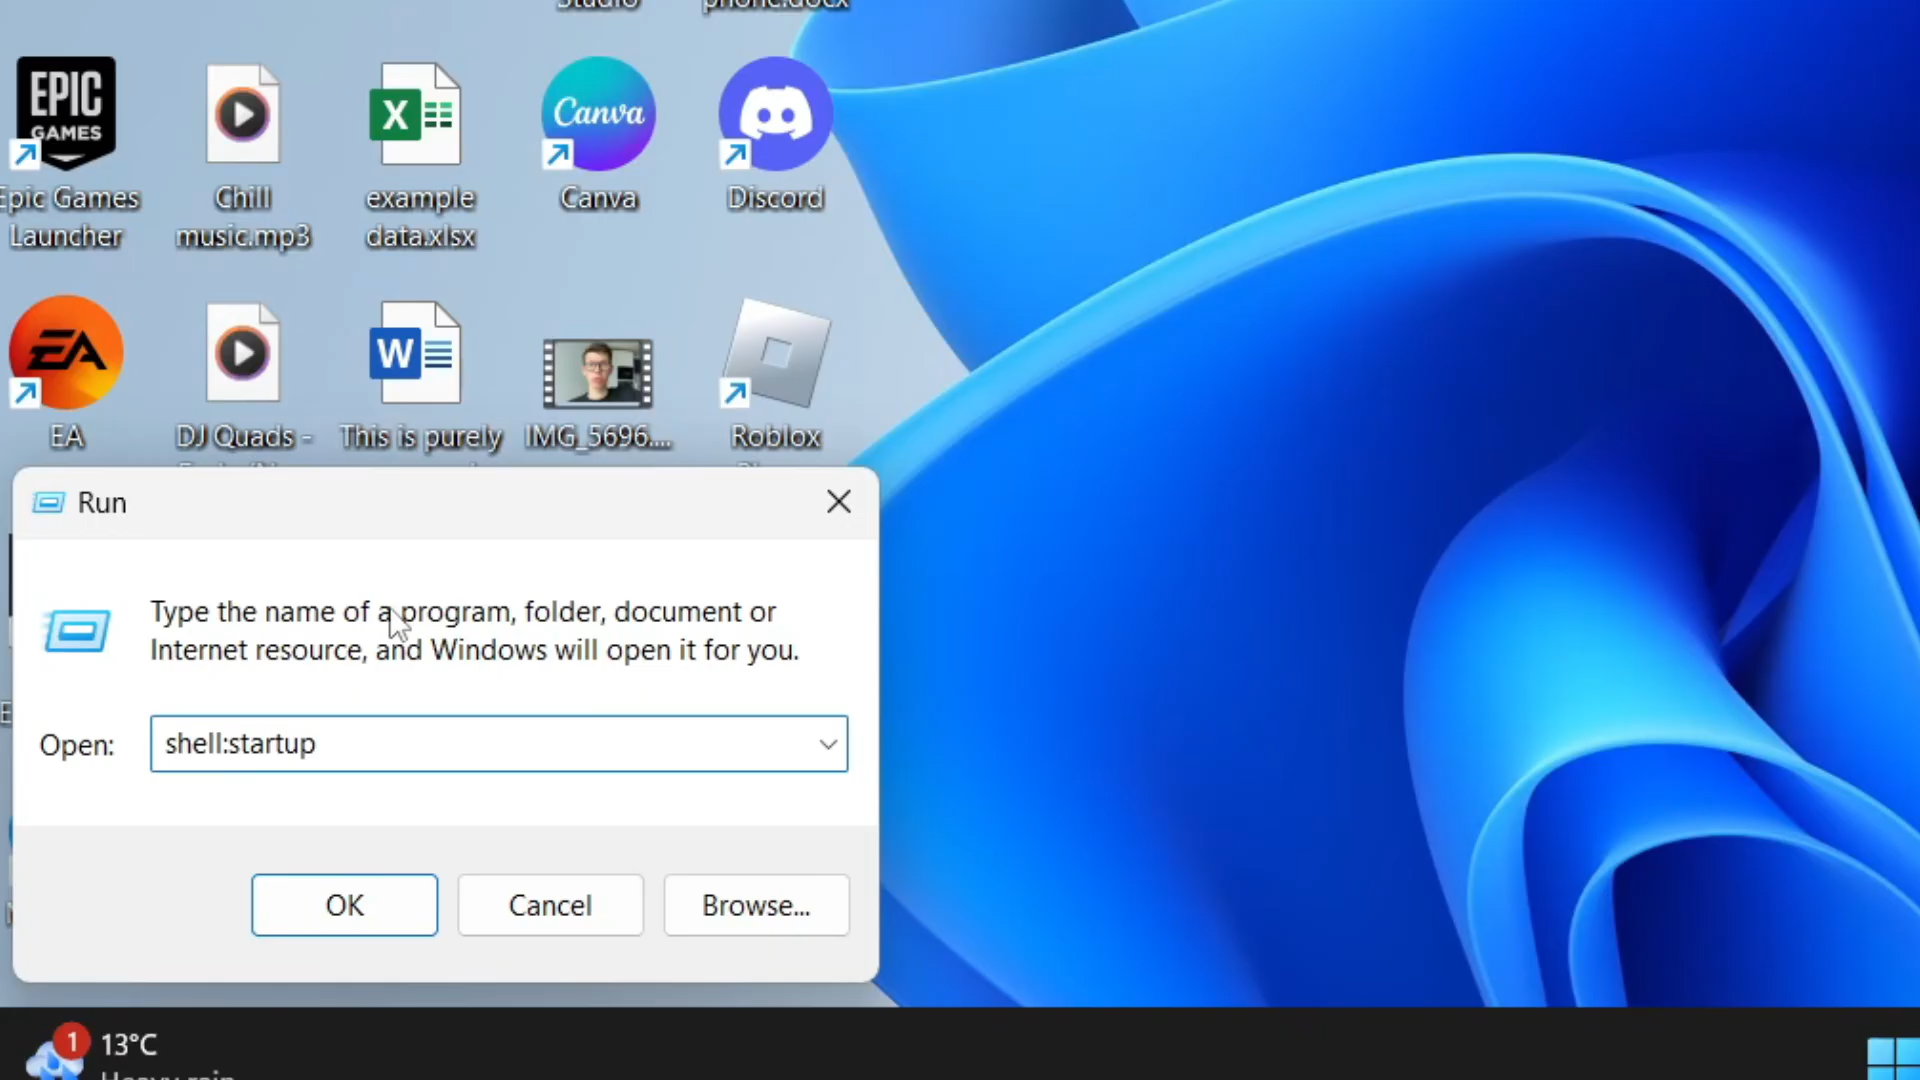 Studio
phone.docx
EPIC
GAMES
Canva
Epic Games
Launcher
Chill
music.mp3
example
data.xlsx
Canva
Discord
X
EA
W
EA
DJ Quads -
This is purely
IMG_5696....
Roblox
Run
Type the name of a program, folder, document or
Internet resource, and Windows will open it for you.
Open:
shell:startup
OK
Cancel
Browse...
1
13°C
Heavy rain